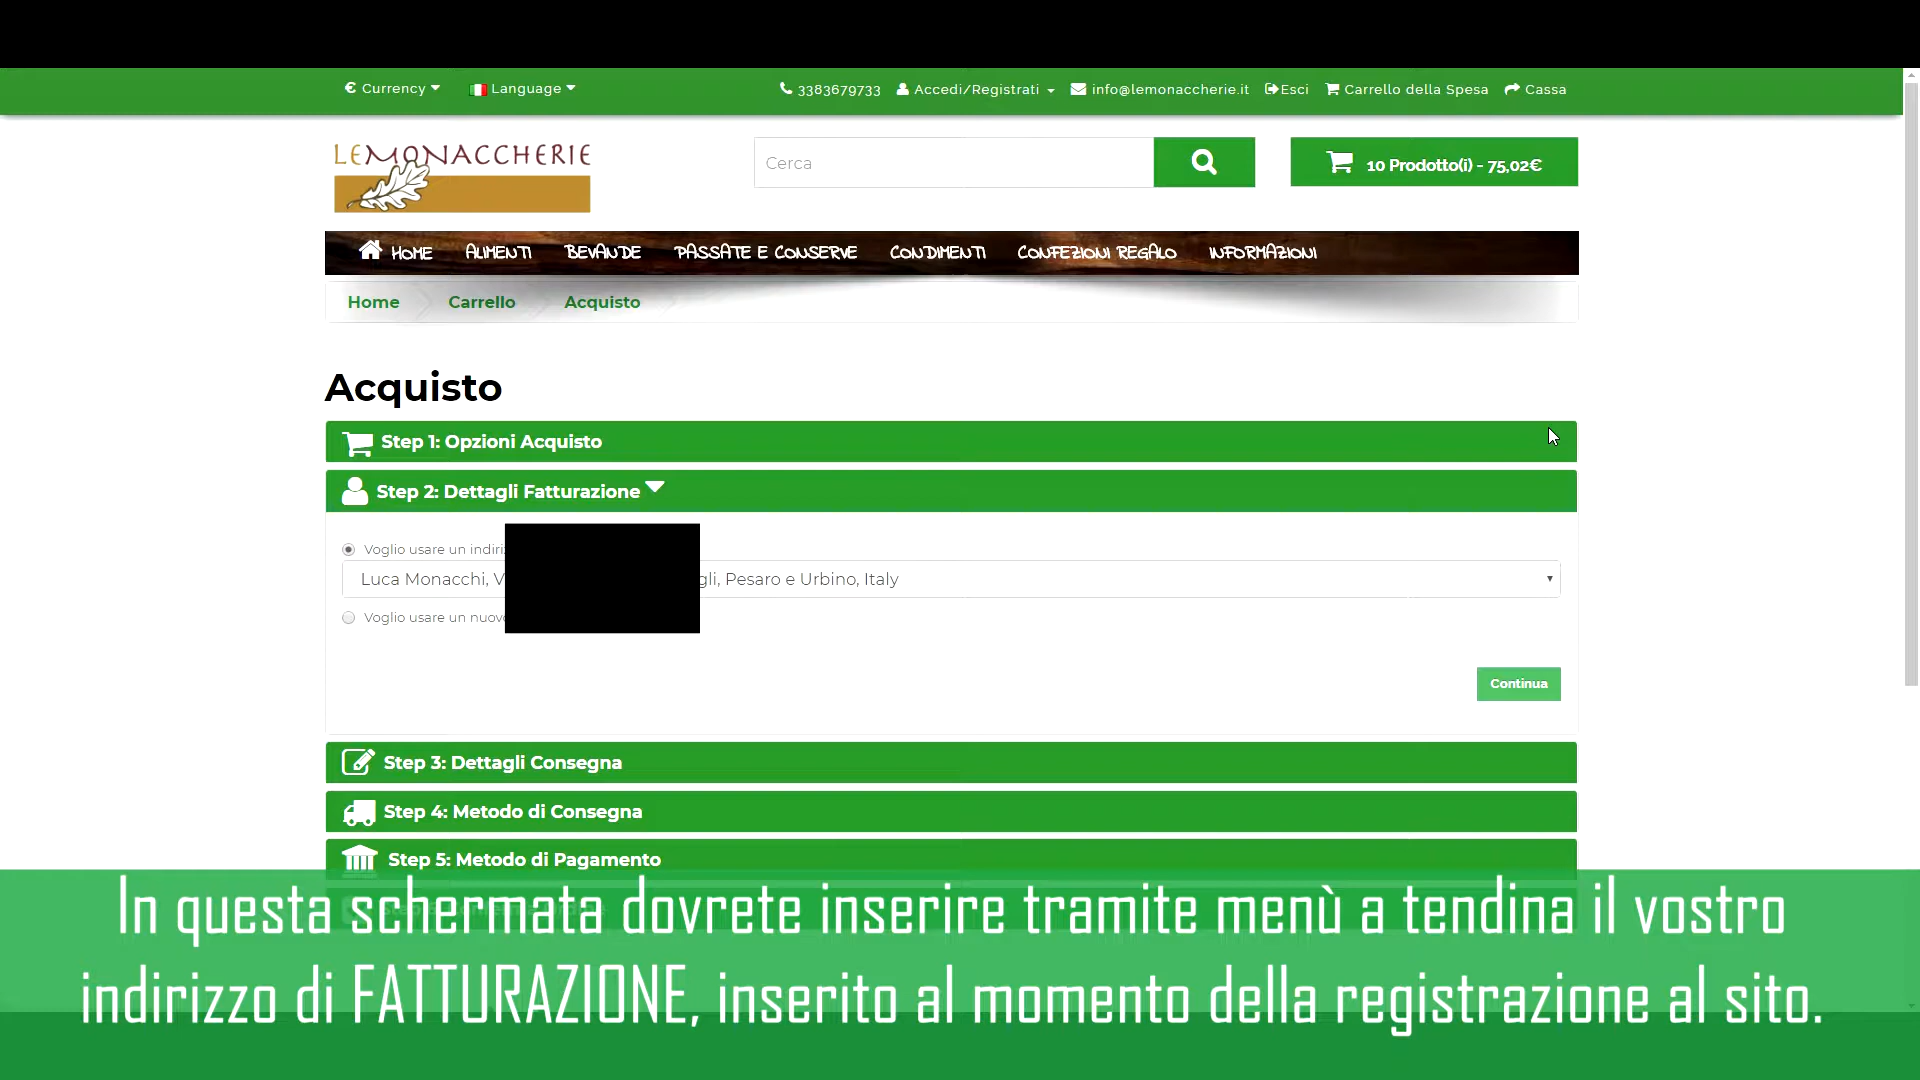 € Currency
Language
3383679733
Accedi/Registrati
info@lemonaccherie.it
Esci
Carrello della Spesa
Cassa
LEMONACCHERIE
Cerca
10 Prodotto(i) - 75,02€
HOME
ALIMENTI
BEVANDE
PASSATE E CONSERVE
CONDIMENTI
CONFEZIONI REGALO
INFORMAZIONI
Home
Carrello
Acquisto
Acquisto
Step 1: Opzioni Acquisto
Step 2: Dettagli Fatturazione
Voglio usare un
Luca Monacchi, Pesaro e Urbino, Italy
Voglio usare un
Continua
Step 3: Dettagli Consegna
Step 4: Metodo di Consegna
Step 5: Metodo di Pagamento
In questa schermata dovrete inserire tramite menù a tendina il vostro
indirizzo di FATTURAZIONE, inserito al momento della registrazione al sito.